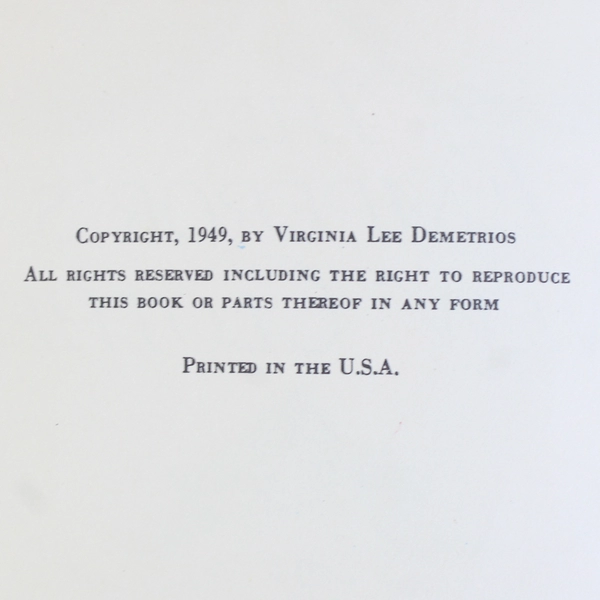 Copyright, 1949, by Virginia Lee Demetrios
All rights reserved including the right to reproduce
this book or parts thereof in any form
Printed in the U.S.A.